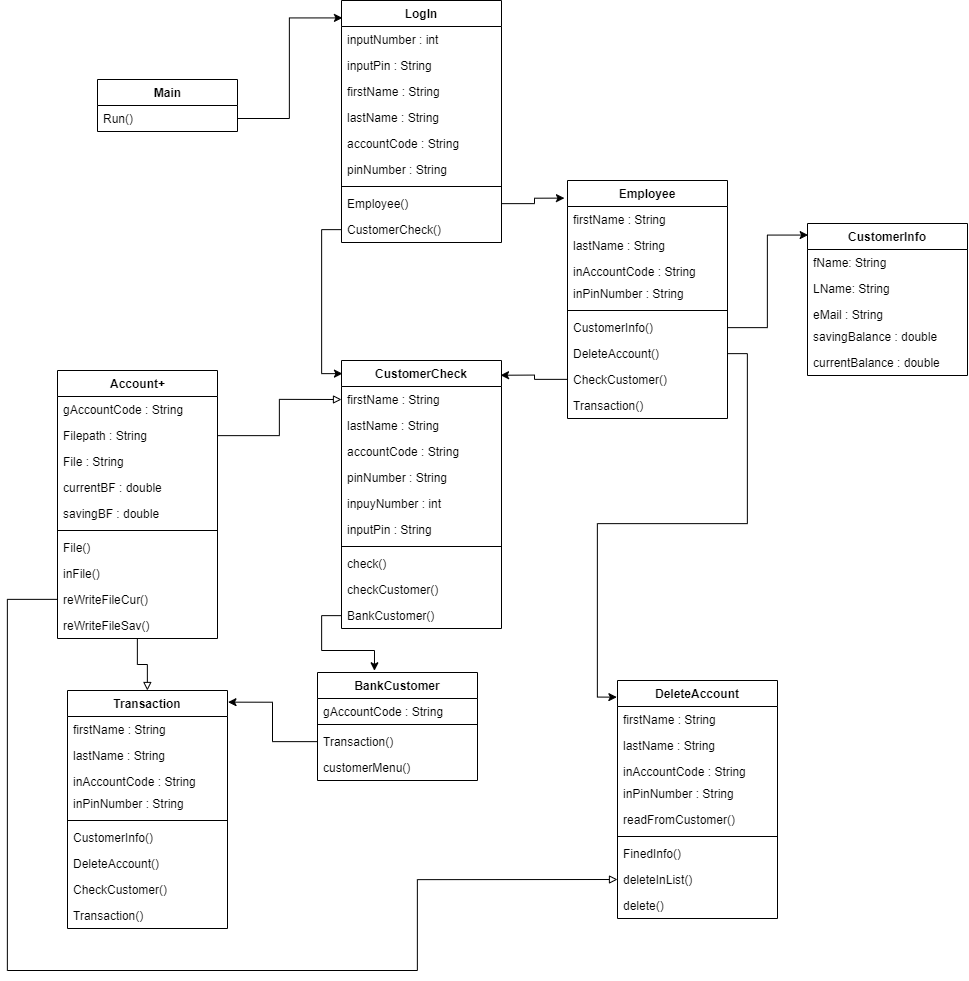 LogIn
inputNumber : int
inputPin : String
firstName : String
lastName : String
accountCode : String
pinNumber : String
Employee()
CustomerCheck()
Main
Run()
Employee
firstName : String
lastName : String
inAccountCode : String
inPinNumber : String
CustomerInfo()
DeleteAccount()
CheckCustomer()
Transaction()
CustomerInfo
fName: String
LName: String
eMail : String
savingBalance : double
currentBalance : double
CustomerCheck
firstName : String
lastName : String
accountCode : String
pinNumber : String
inpuyNumber : int
inputPin : String
check()
checkCustomer()
BankCustomer()
Account+
gAccountCode : String
Filepath : String
File : String
currentBF : double
savingBF : double
File()
inFile()
reWriteFileCur()
reWriteFileSav()
Transaction
firstName : String
lastName : String
inAccountCode : String
inPinNumber : String
CustomerInfo()
DeleteAccount()
CheckCustomer()
Transaction()
BankCustomer
gAccountCode : String
Transaction()
customerMenu()
DeleteAccount
firstName : String
lastName : String
inAccountCode : String
inPinNumber : String
readFromCustomer()
FinedInfo()
deleteInList()
delete()